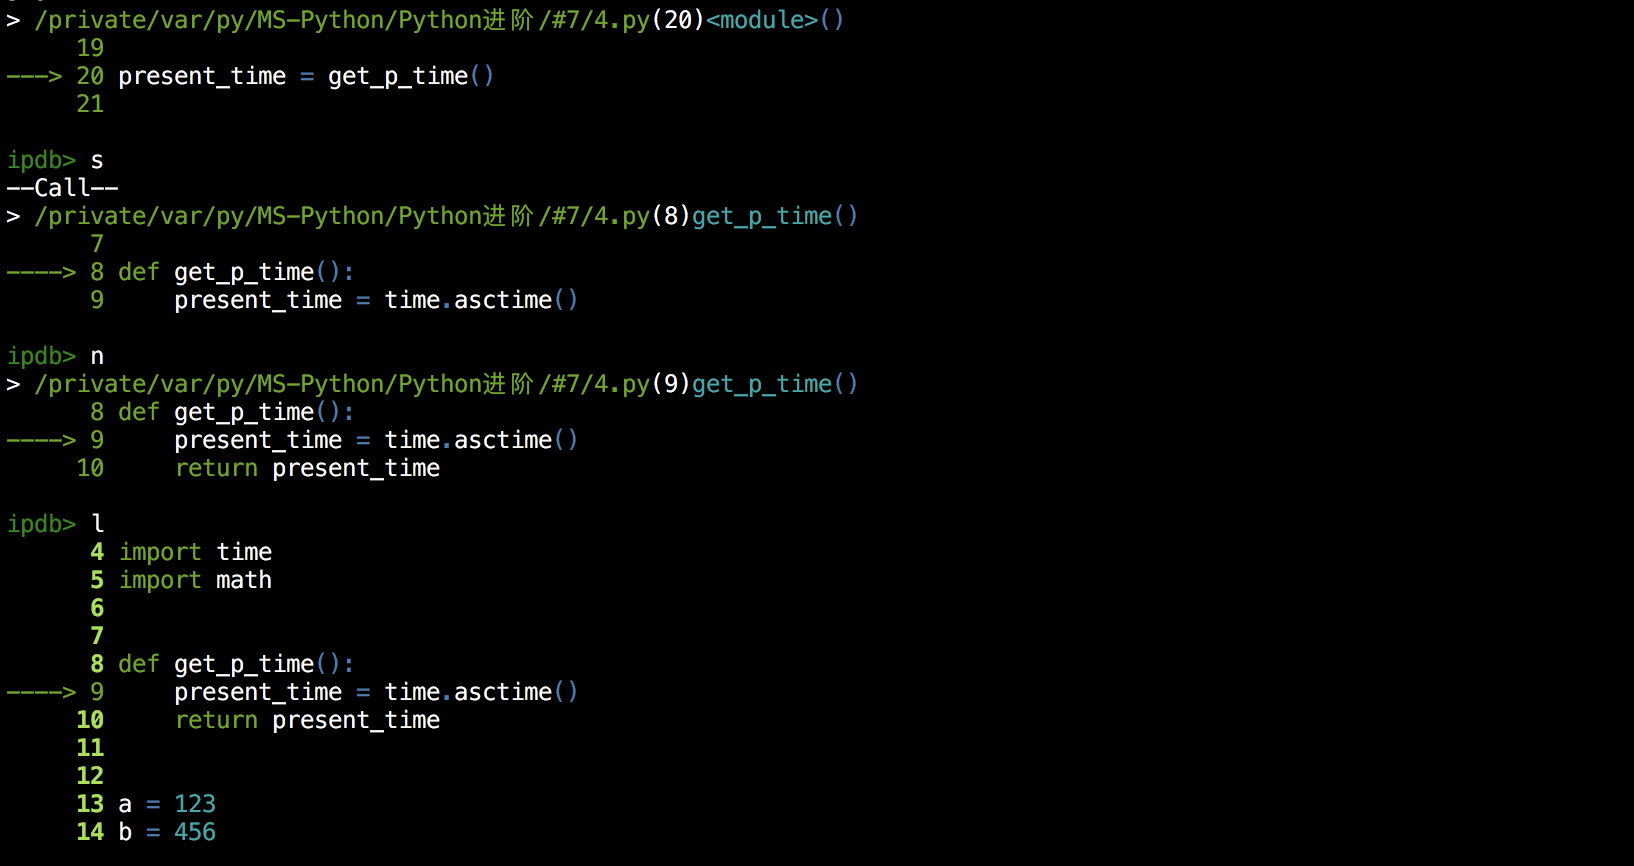 > /private/var/py/MS-Python/Python进阶/#7/4.py(20)<module>()
     19
---> 20 present_time = get_p_time()
     21

ipdb> s
--Call--
> /private/var/py/MS-Python/Python进阶/#7/4.py(8)get_p_time()
      7
----> 8 def get_p_time():
      9     present_time = time.asctime()

ipdb> n
> /private/var/py/MS-Python/Python进阶/#7/4.py(9)get_p_time()
      8 def get_p_time():
----> 9     present_time = time.asctime()
     10     return present_time

ipdb> l
      4 import time
      5 import math
      6
      7
      8 def get_p_time():
----> 9     present_time = time.asctime()
     10     return present_time
     11
     12
     13 a = 123
     14 b = 456